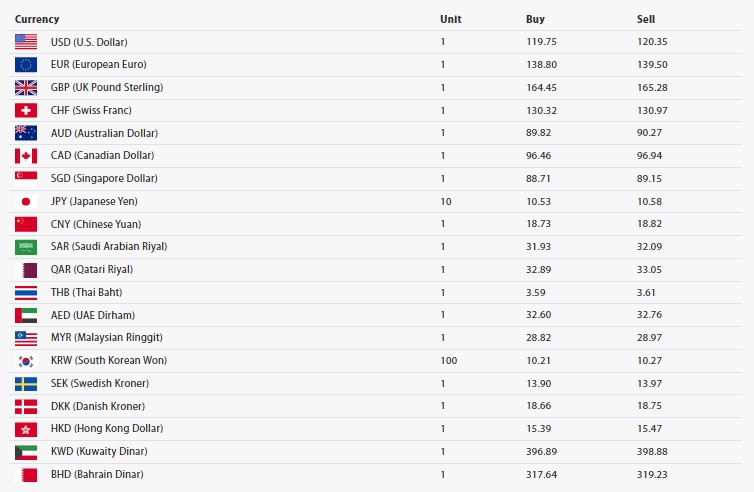 Currency Unit Buy Sell
USD (U.S. Dollar) 1 119.75 120.35
EUR (European Euro) 1 138.80 139.50
GBP (UK Pound Sterling) 1 164.45 165.28
CHF (Swiss Franc) 1 130.32 130.97
AUD (Australian Dollar) 1 89.82 90.27
CAD (Canadian Dollar) 1 96.46 96.94
SGD (Singapore Dollar) 1 88.71 89.15
JPY (Japanese Yen) 10 10.53 10.58
CNY (Chinese Yuan) 1 18.73 18.82
SAR (Saudi Arabian Riyal) 1 31.93 32.09
QAR (Qatari Riyal) 1 32.89 33.05
THB (Thai Baht) 1 3.59 3.61
AED (UAE Dirham) 1 32.60 32.76
MYR (Malaysian Ringgit) 1 28.82 28.97
KRW (South Korean Won) 100 10.21 10.27
SEK (Swedish Kroner) 1 13.90 13.97
DKK (Danish Kroner) 1 18.66 18.75
HKD (Hong Kong Dollar) 1 15.39 15.47
KWD (Kuwaity Dinar) 1 396.89 398.88
BHD (Bahrain Dinar) 1 317.64 319.23